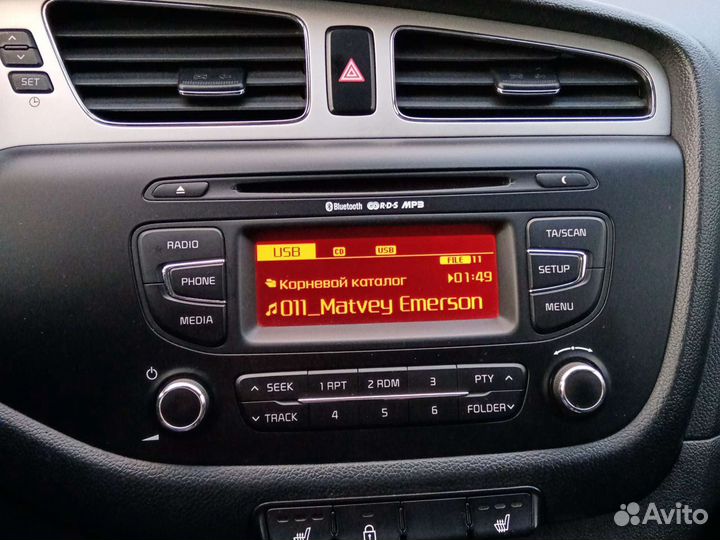 SET
Bluetooth R·D·S MP3
RADIO
PHONE
MEDIA
USB CD USB
FILE 11
Корневой каталог 01:49
011_Matvey Emerson
TA/SCAN
SETUP
MENU
SEEK 1 RPT 2 RDM 3 PTY
TRACK 4 5 6 FOLDER
Avito